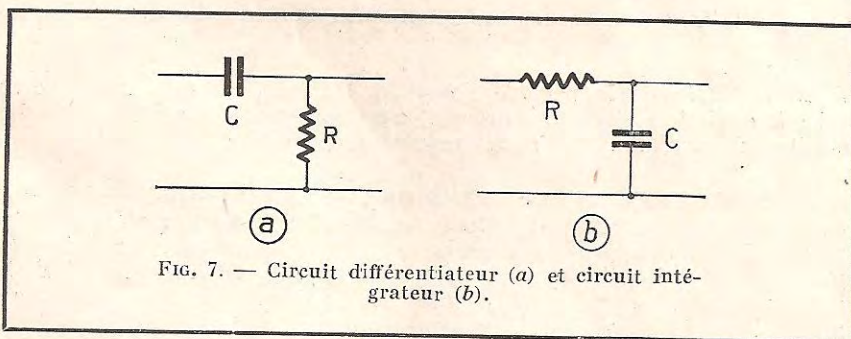 C
R
R
C
a
b
FIG. 7. — Circuit différentiateur (a) et circuit inté-
grateur (b).